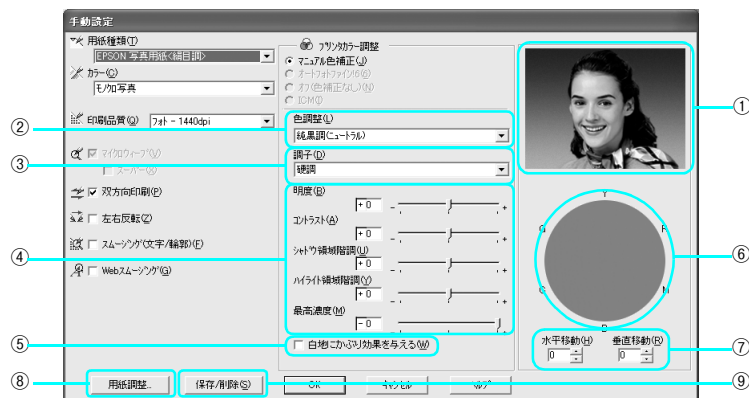 手動設定
用紙種類(T)
EPSON 写真用紙<絹目調>
カラー(C)
モノクロ写真
印刷品質(Q) フォト - 1440dpi
マイクロウィーブ(V)
スーパー(X)
双方向印刷(P)
左右反転(Z)
スムージング(文字/輪郭)(F)
Webスムージング(G)
プリンタカラー調整
マニュアル色補正(J)
オートフォトファイン!6(6)
オフ(色補正なし)(N)
ICM(I)
色調整(L)
純黒調(ニュートラル)
調子(D)
硬調
明度(B)
+ 0 - +
コントラスト(A)
+ 0 - +
シャドウ領域階調(U)
+ 0 - +
ハイライト領域階調(Y)
+ 0 - +
最高濃度(M)
- 0 -
白地にかぶり効果を与える(W)
Y
G R
C M
B
水平移動(H) 垂直移動(R)
0 0
用紙調整... 保存/削除(S) OK キャンセル ヘルプ
①
②
③
④
⑤
⑥
⑦
⑧
⑨